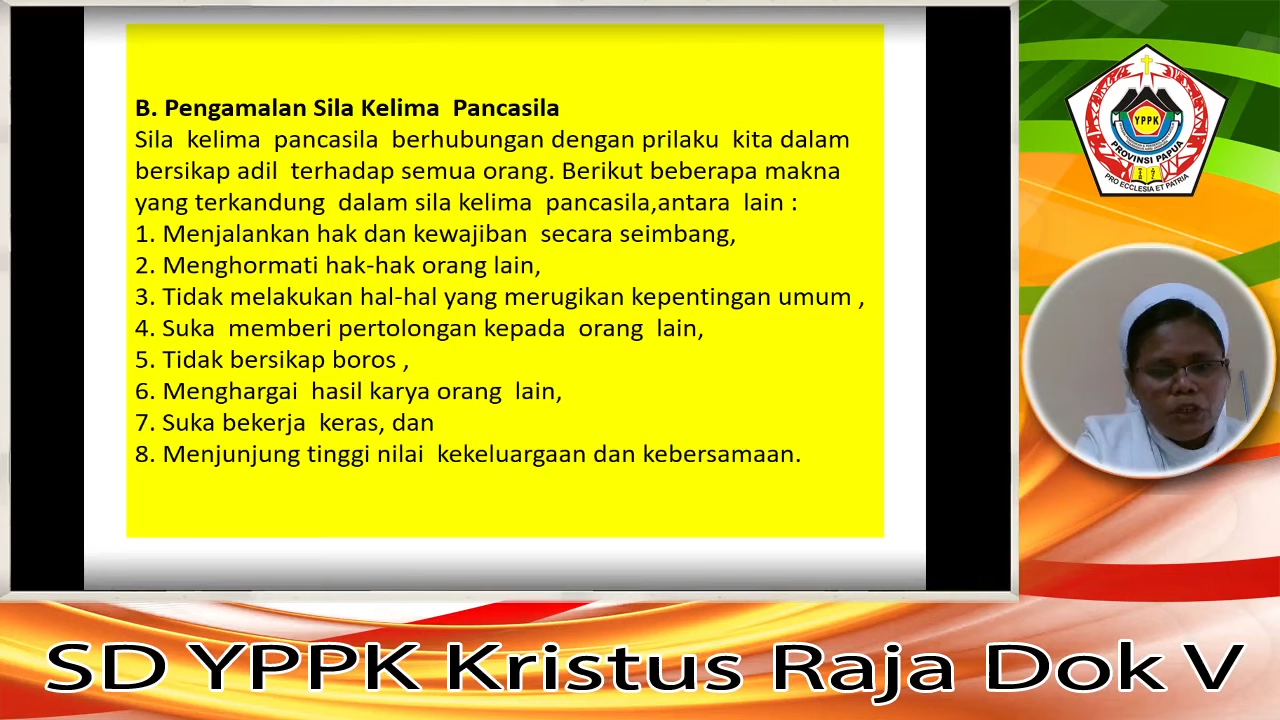 B. Pengamalan Sila Kelima  Pancasila
Sila  kelima  pancasila  berhubungan dengan prilaku  kita dalam
bersikap adil  terhadap semua orang. Berikut beberapa makna
yang terkandung  dalam sila kelima  pancasila,antara  lain :
1. Menjalankan hak dan kewajiban  secara seimbang,
2. Menghormati hak-hak orang lain,
3. Tidak melakukan hal-hal yang merugikan kepentingan umum ,
4. Suka  memberi pertolongan kepada  orang  lain,
5. Tidak bersikap boros ,
6. Menghargai  hasil karya orang  lain,
7. Suka bekerja  keras, dan
8. Menjunjung tinggi nilai  kekeluargaan dan kebersamaan.
YPPK
PROVINSI PAPUA
PRO ECCLESIA ET PATRIA
SD YPPK Kristus Raja Dok V